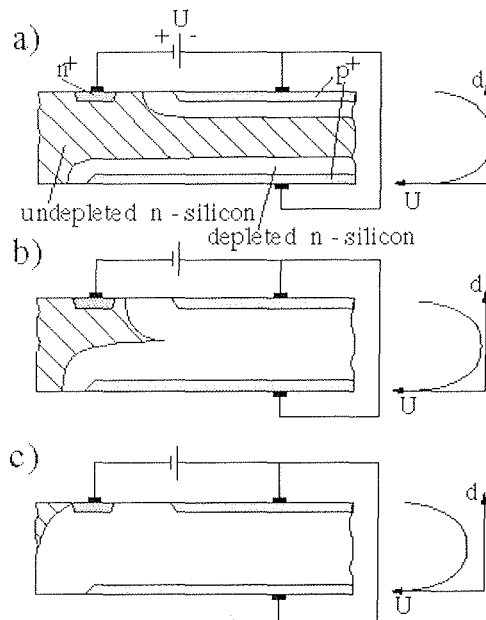 a)
U
+ -
n+
p+
d
U
undepleted n - silicon
depleted n - silicon
b)
d
U
c)
d
U